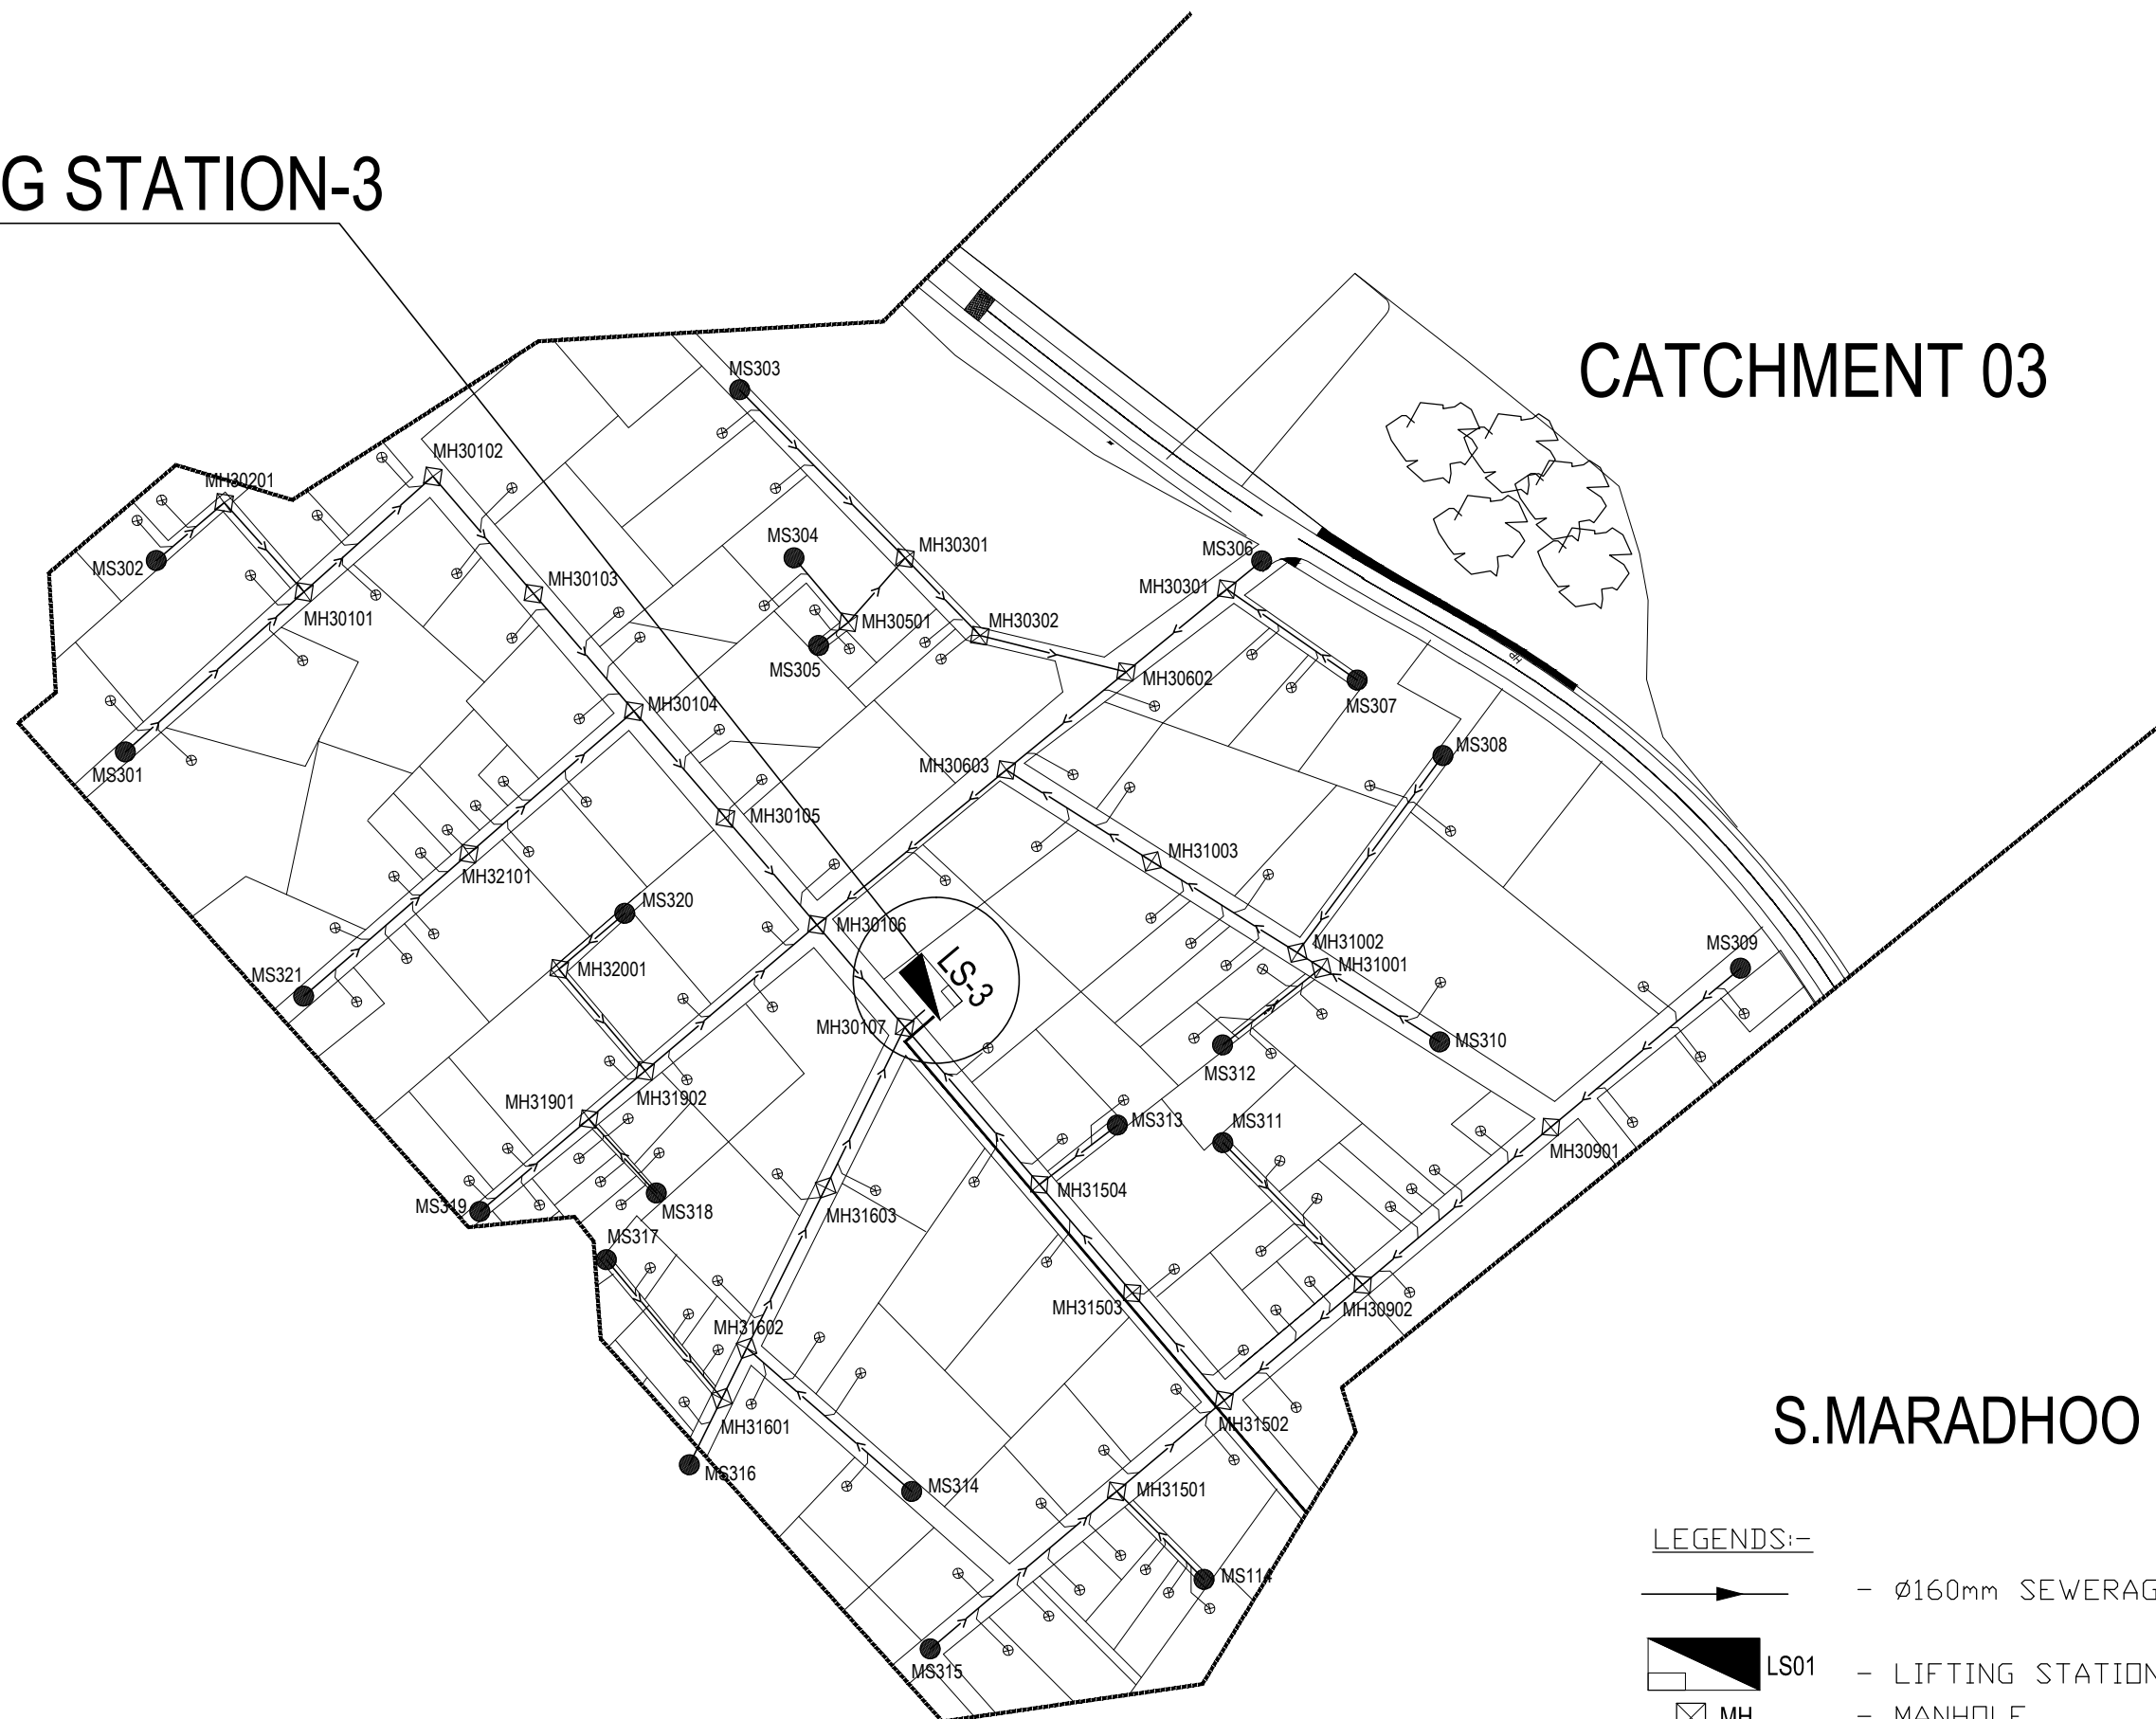 G STATION-3
CATCHMENT 03
MS303
MH30102
MH30201
MS304
MH30301
MS306
MS302
MH30103
MH30301
MH30101
MH30501
MH30302
MS305
MH30602
MS307
MH30104
MS308
MS301
MH30603
MH30105
MH31003
MH32101
MS320
MH30106
MH31002
MS309
MH32001
MH31001
MS321
LS-3
MH30107
MS310
MS312
MH31902
MH31901
MS313
MS311
MH30901
MH31504
MS319
MS318
MH31603
MS317
MH31503
MH30902
MH31602
MH31601
MH31502
S.MARADHOO
MS316
MS314
MH31501
MS114
MS315
HP
LEGENDS:-
- Ø160mm SEWERAG
LS01 - LIFTING STATION
MH - MANHOLE